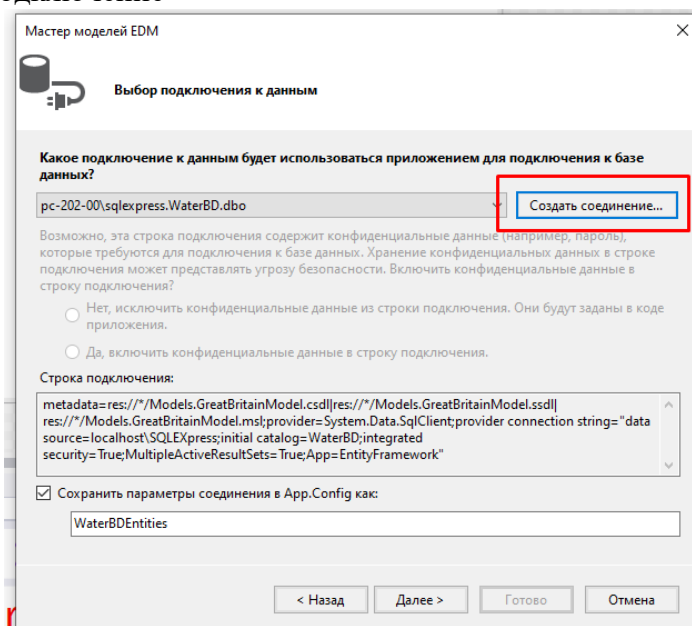 Мастер моделей EDM
Выбор подключения к данным
Какое подключение к данным будет использоваться приложением для подключения к базе
данных?
pc-202-00\sqlexpress.WaterBD.dbo
Создать соединение...
Возможно, эта строка подключения содержит конфиденциальные данные (например, пароль),
которые требуются для подключения к базе данных. Хранение конфиденциальных данных в строке
подключения может представлять угрозу безопасности. Включить конфиденциальные данные в
строку подключения?
Нет, исключить конфиденциальные данные из строки подключения. Они будут заданы в коде
приложения.
Да, включить конфиденциальные данные в строку подключения.
Строка подключения:
metadata=res://*/Models.GreatBritainModel.csdl|res://*/Models.GreatBritainModel.ssdl|
res://*/Models.GreatBritainModel.msl;provider=System.Data.SqlClient;provider connection string="data
source=localhost\SQLEXpress;initial catalog=WaterBD;integrated
security=True;MultipleActiveResultSets=True;App=EntityFramework"
Сохранить параметры соединения в App.Config как:
WaterBDEntities
< Назад
Далее >
Готово
Отмена